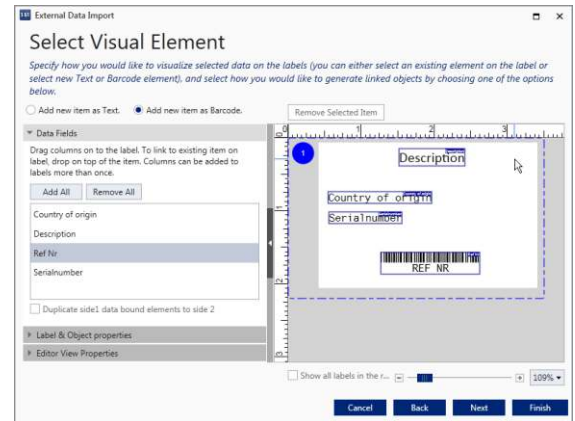 External Data Import
Select Visual Element
Specify how you would like to visualize selected data on the labels (you can either select an existing element on the label or
select new Text or Barcode element), and select how you would like to generate linked objects by choosing one of the options
below.
Add new item as Text. Add new item as Barcode.
Remove Selected Item
Data Fields
Drag columns on to the label. To link to existing item on
label, drop on top of the item. Columns can be added to
labels more than once.
Add All Remove All
Country of origin
Description
Ref Nr
Serialnumber
Duplicate side1 data bound elements to side 2
Label & Object properties
Editor View Properties
0 1 2 3
1
Description
Country of origin
Serialnumber
REF NR
Show all labels in the r...
109%
Cancel Back Next Finish